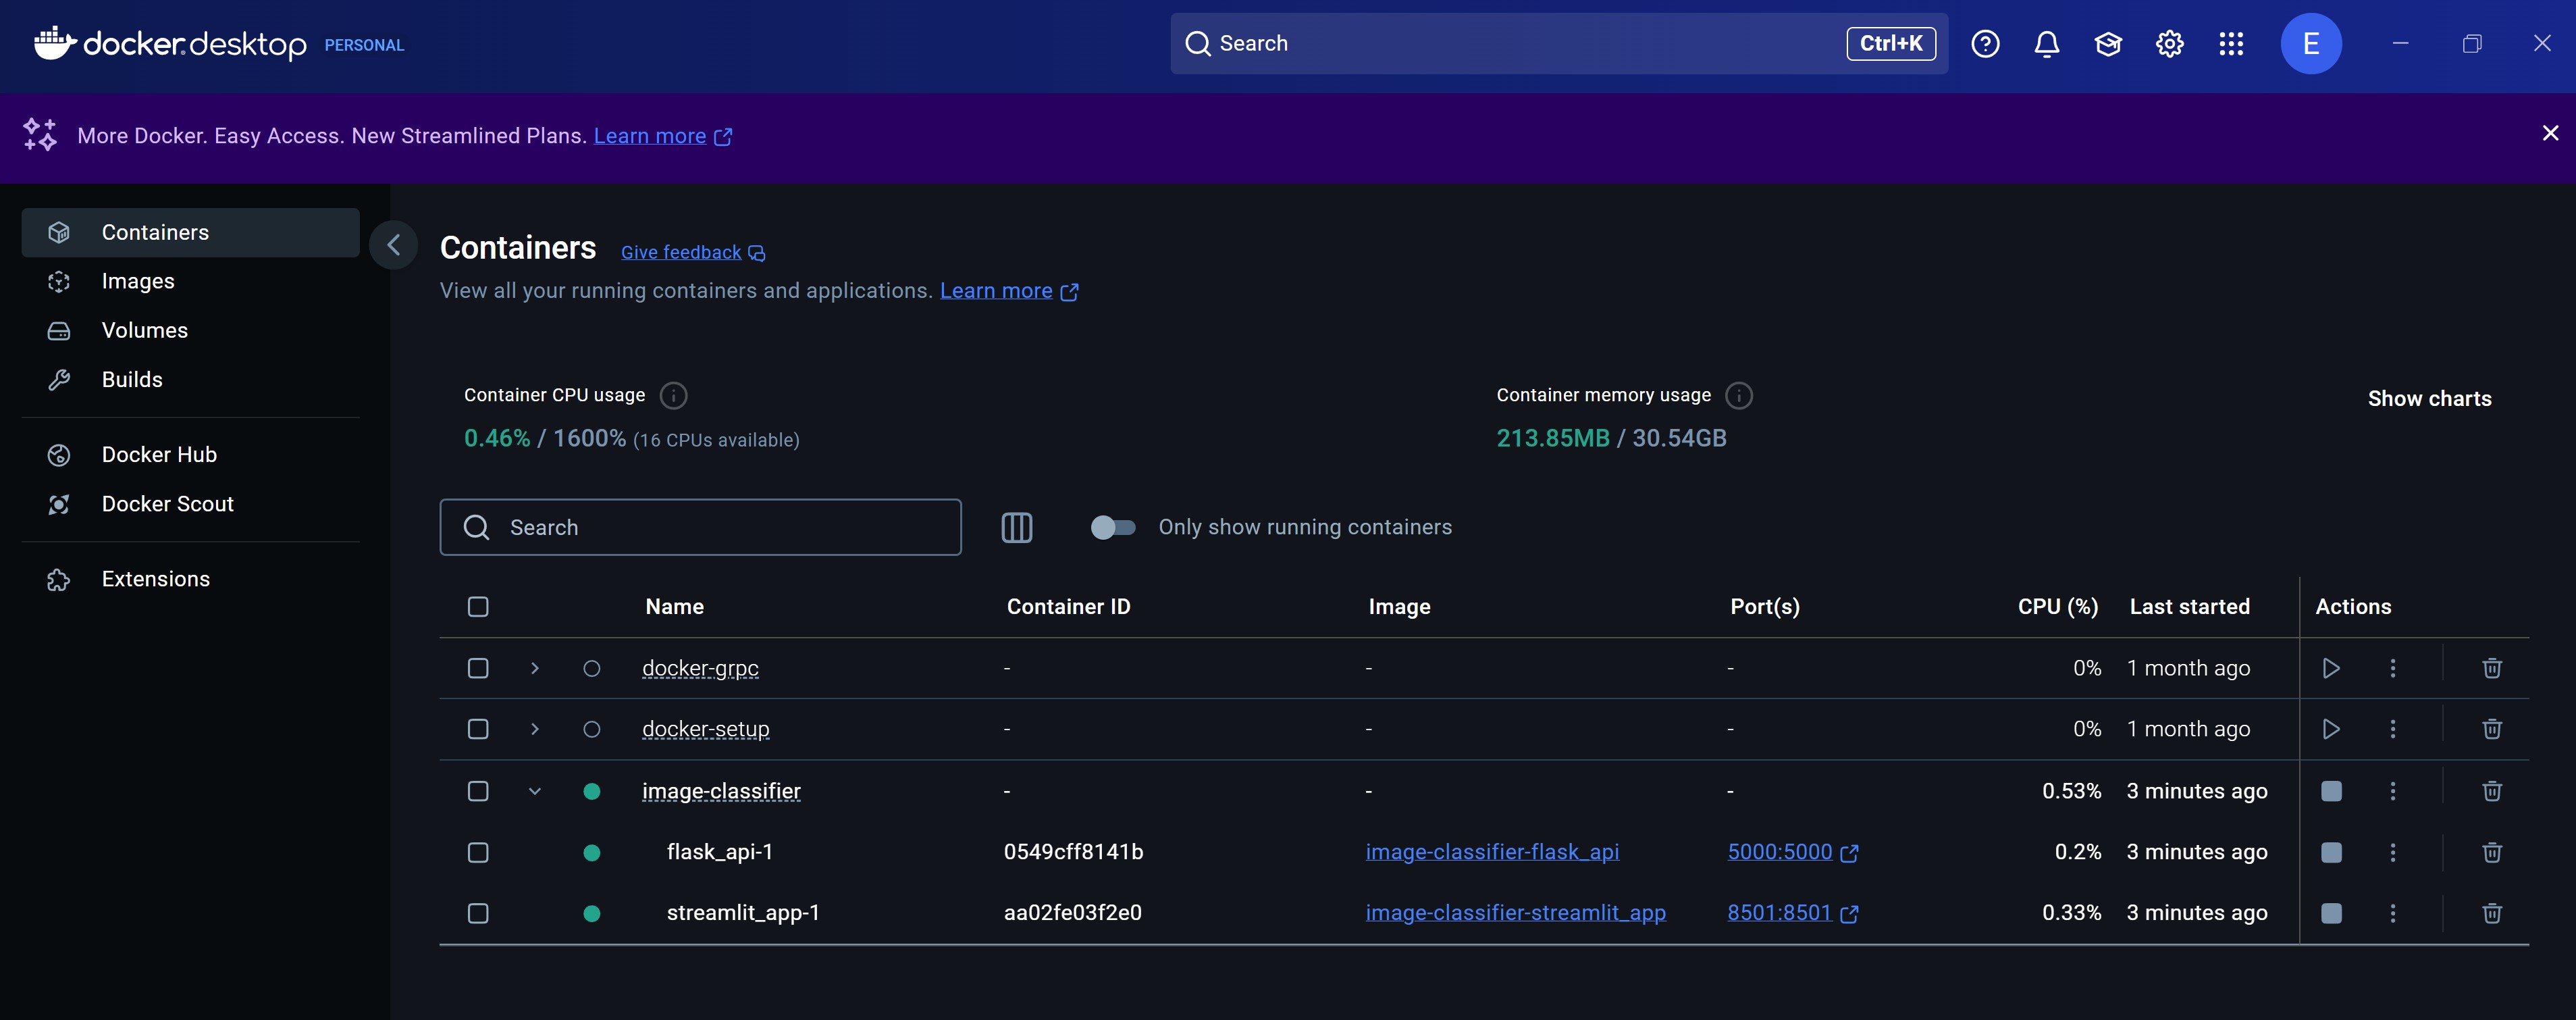 docker.desktop PERSONAL Search Ctrl+K E
More Docker. Easy Access. New Streamlined Plans. Learn more
Containers
Images
Volumes
Builds
Docker Hub
Docker Scout
Extensions
Containers Give feedback
View all your running containers and applications. Learn more
Container CPU usage
0.46% / 1600% (16 CPUs available)
Container memory usage
213.85MB / 30.54GB
Show charts
Search Only show running containers
Name Container ID Image Port(s) CPU (%) Last started Actions
docker-grpc - - - 0% 1 month ago
docker-setup - - - 0% 1 month ago
image-classifier - - - 0.53% 3 minutes ago
flask_api-1 0549cff8141b image-classifier-flask_api 5000:5000 0.2% 3 minutes ago
streamlit_app-1 aa02fe03f2e0 image-classifier-streamlit_app 8501:8501 0.33% 3 minutes ago